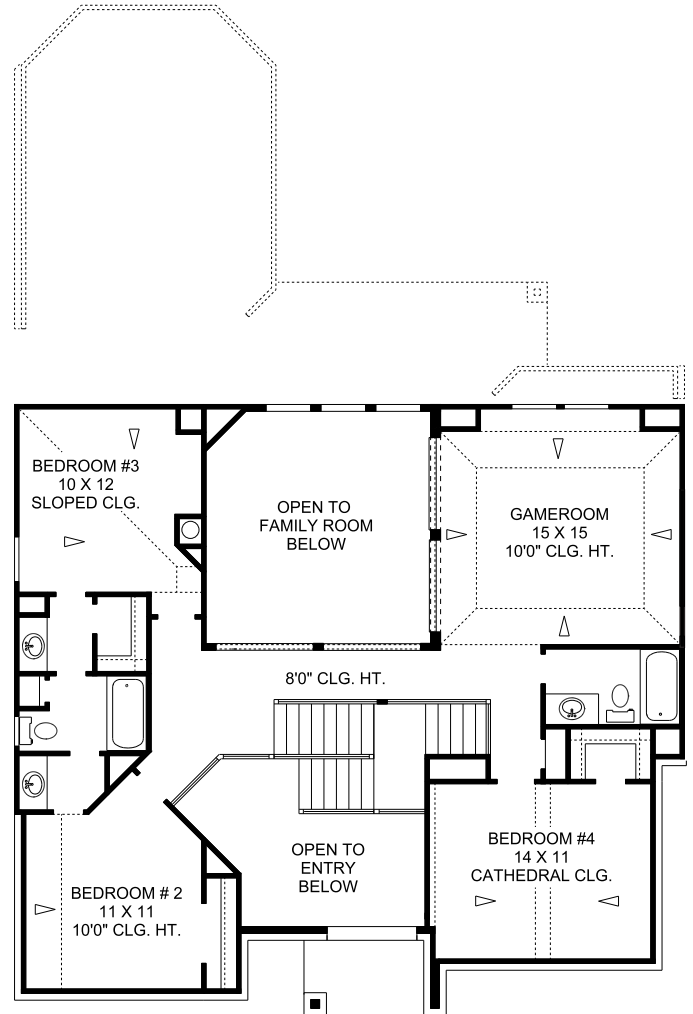 BEDROOM #3
10 X 12
SLOPED CLG.
OPEN TO
FAMILY ROOM
BELOW
GAMEROOM
15 X 15
10'0" CLG. HT.
8'0" CLG. HT.
OPEN TO
ENTRY
BELOW
BEDROOM #4
14 X 11
CATHEDRAL CLG.
BEDROOM # 2
11 X 11
10'0" CLG. HT.